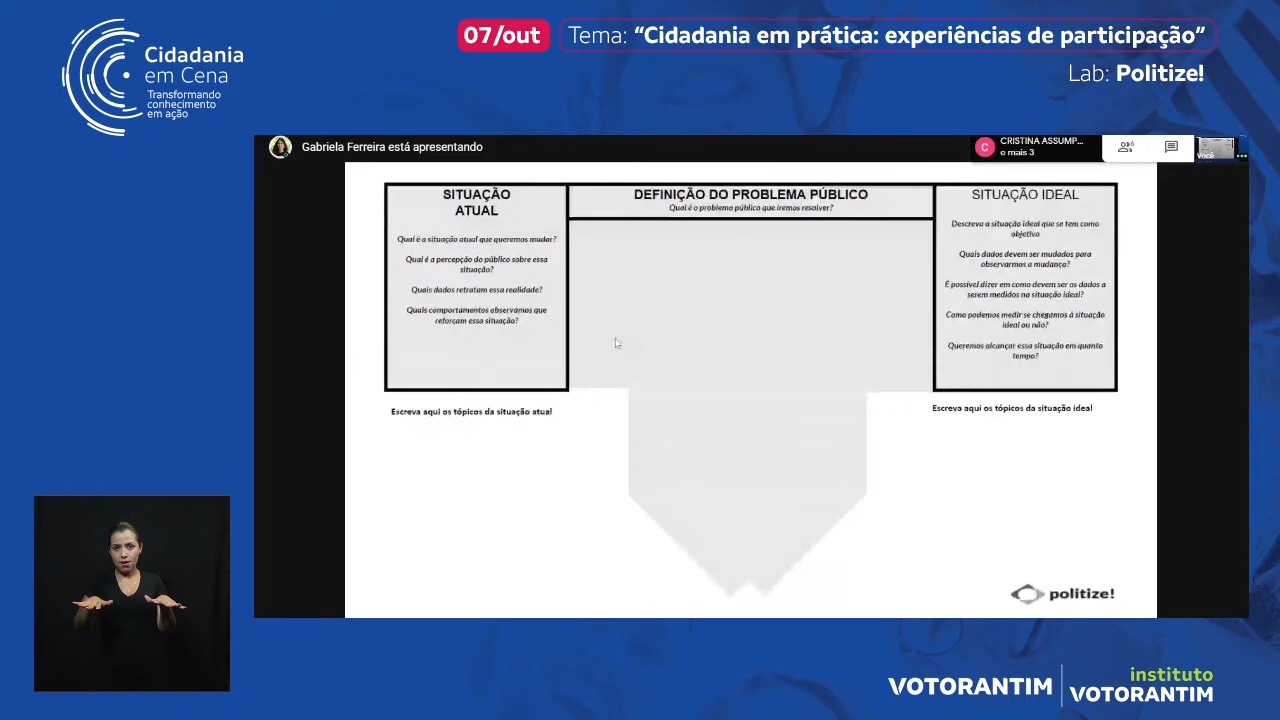 Cidadania
em Cena
Transformando
conhecimento
em ação
07/out Tema: “Cidadania em prática: experiências de participação”
Lab: Politize!
Gabriela Ferreira está apresentando
C
CRISTINA ASSUMP...
e mais 3
6
Você
SITUAÇÃO
ATUAL
Qual é a situação atual que queremos mudar?
Qual é a percepção do público sobre essa
situação?
Quais dados retratam essa realidade?
Quais comportamentos observamos que
reforçam essa situação?
Escreva aqui os tópicos da situação atual
DEFINIÇÃO DO PROBLEMA PÚBLICO
Qual é o problema público que iremos resolver?
SITUAÇÃO IDEAL
Descreva a situação ideal que se tem como
objetivo
Quais dados devem ser mudados para
observarmos a mudança?
É possível dizer em como devem ser os dados a
serem medidos na situação ideal?
Como podemos medir se chegamos à situação
ideal ou não?
Queremos alcançar essa situação em quanto
tempo?
Escreva aqui os tópicos da situação ideal
politize!
VOTORANTIM
instituto
VOTORANTIM